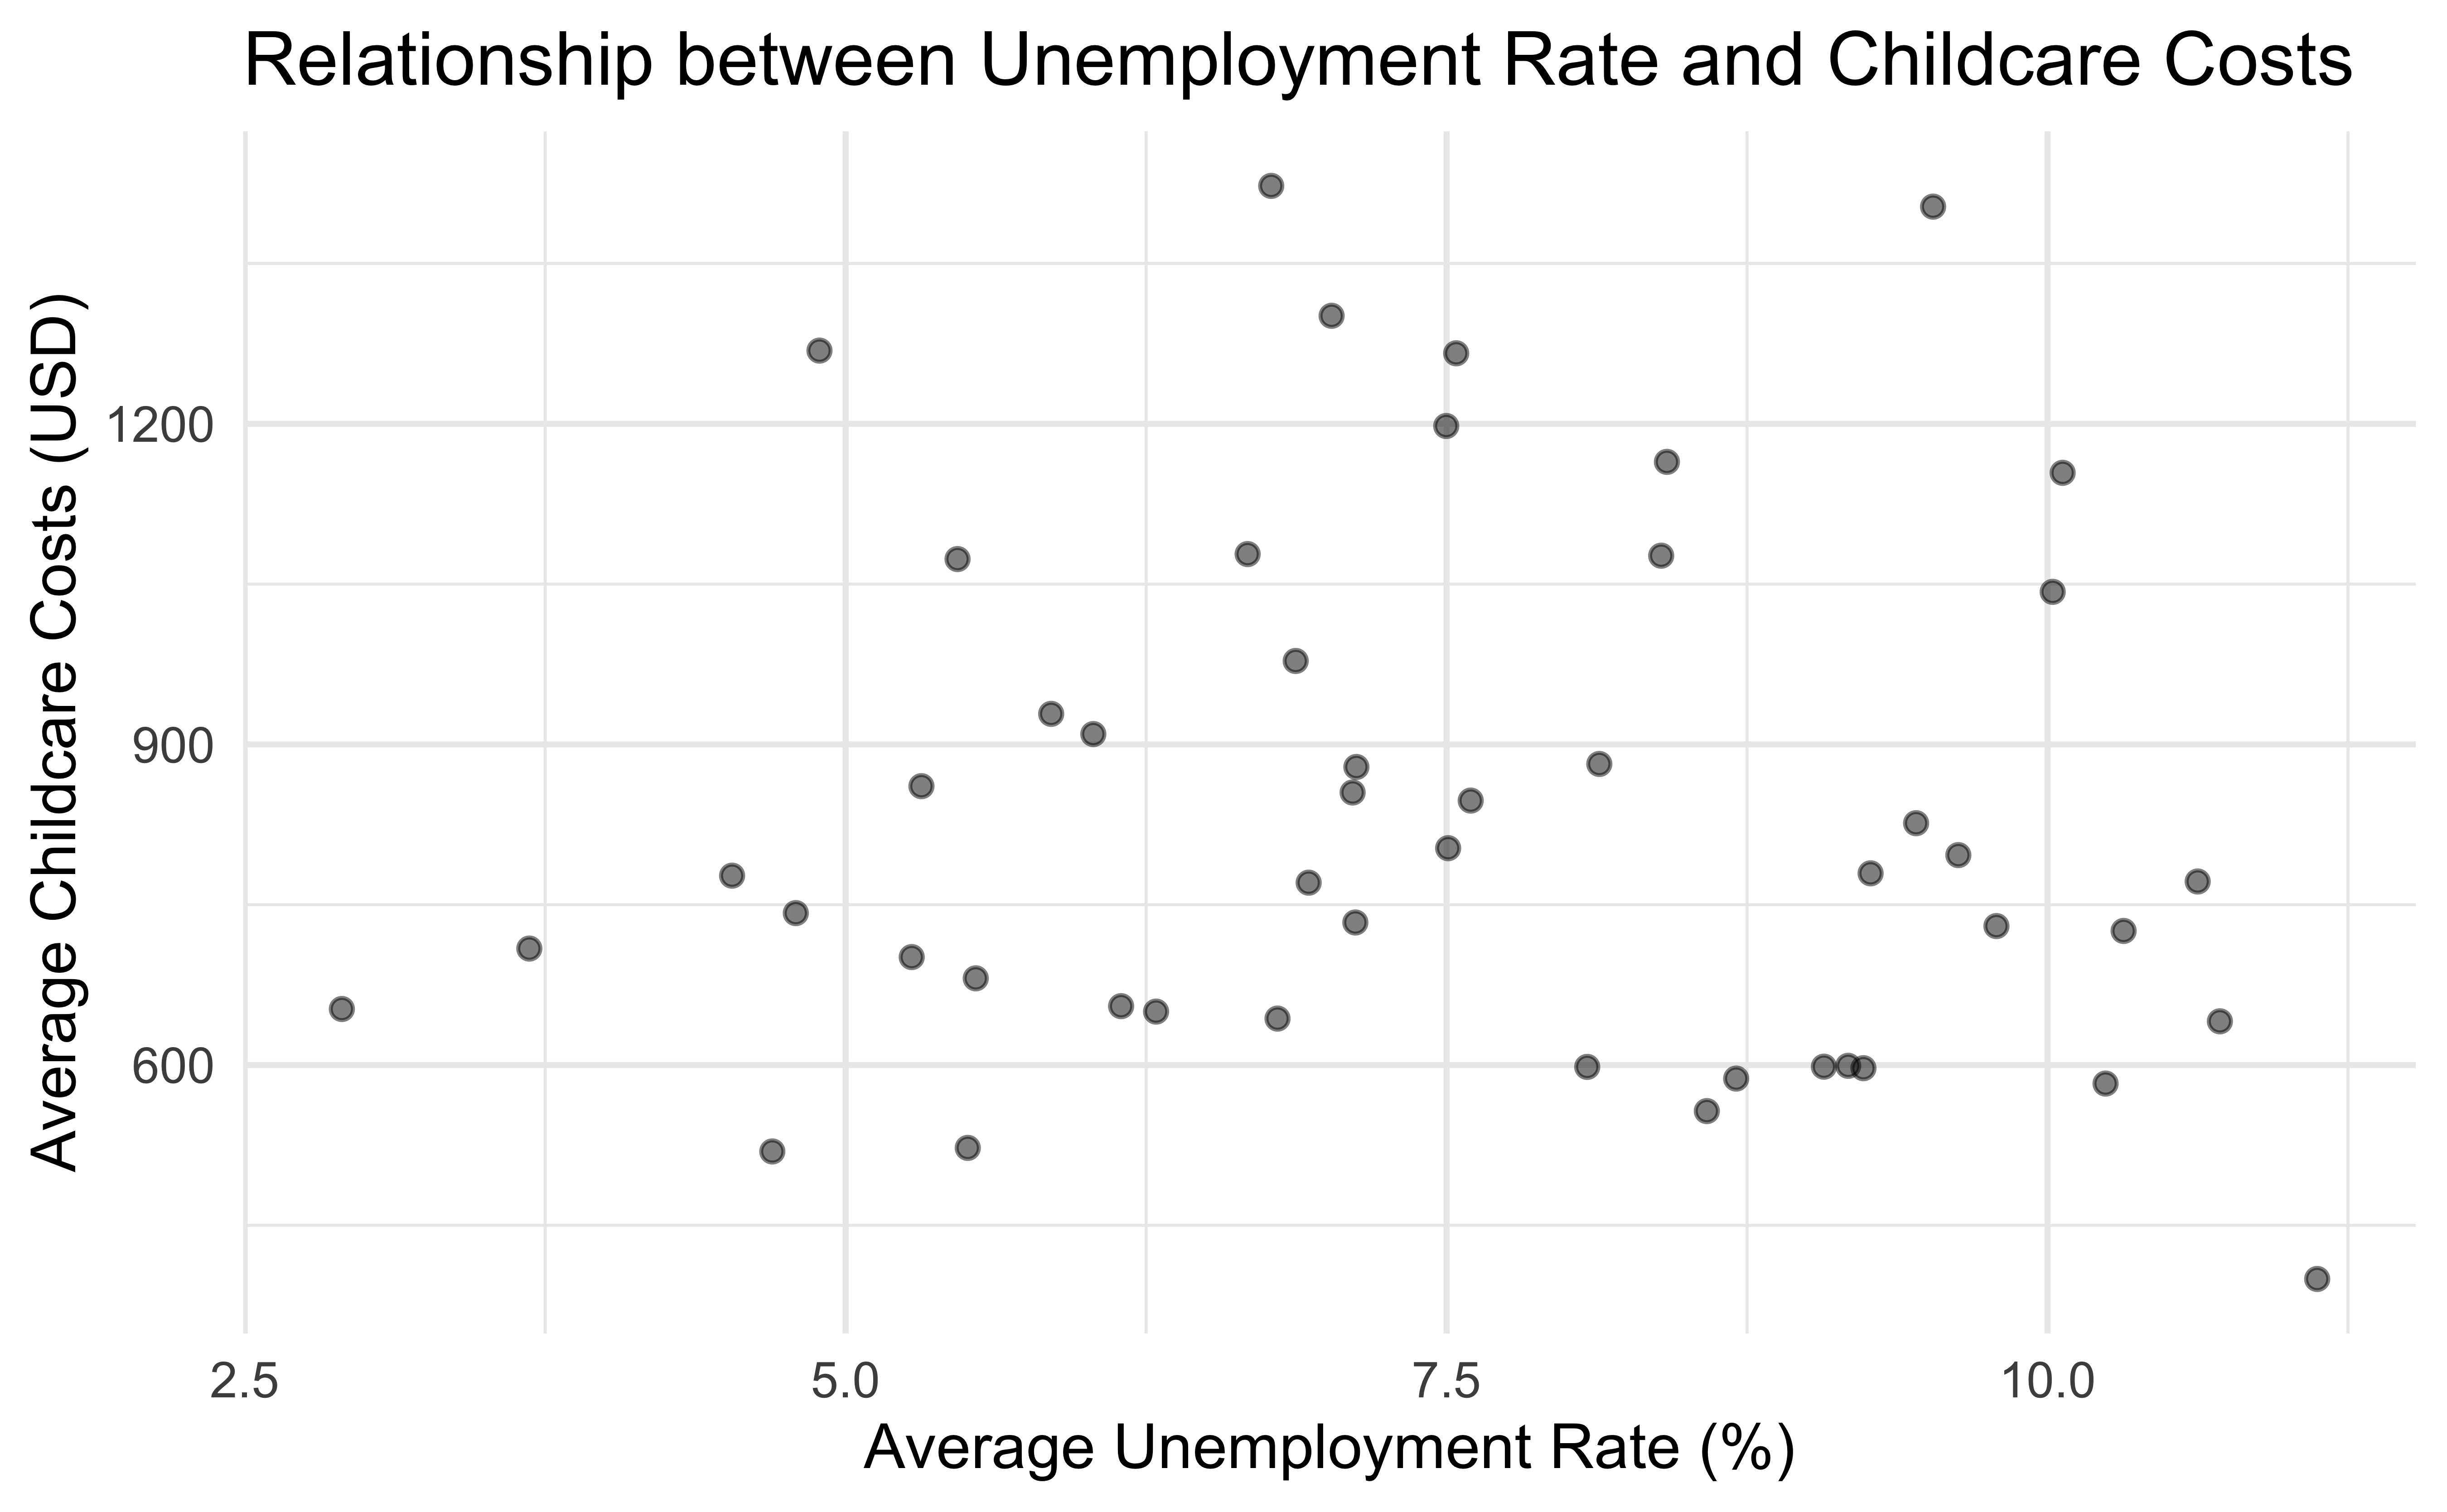 Relationship between Unemployment Rate and Childcare Costs
Average Childcare Costs (USD)
1200
900
600
2.5
5.0
7.5
10.0
Average Unemployment Rate (%)